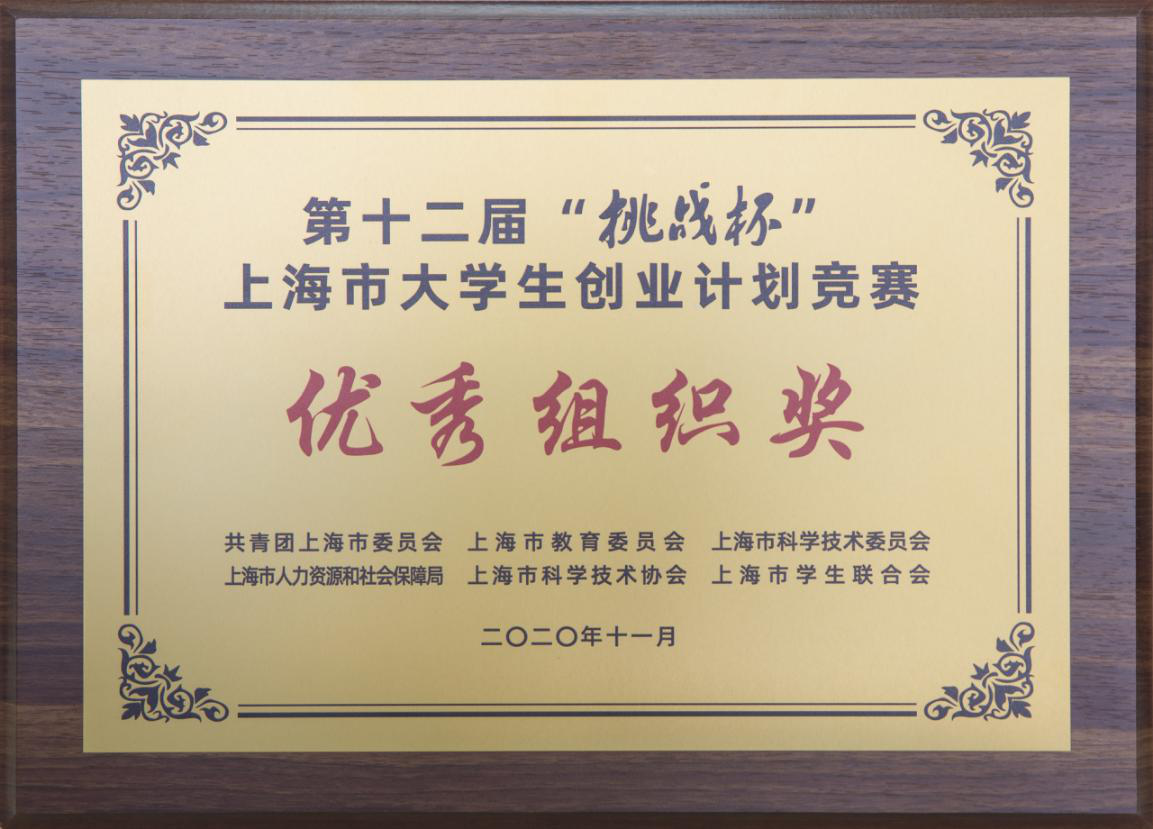 第十二届“挑战杯”
上海市大学生创业计划竞赛
优秀组织奖
共青团上海市委员会 上海市教育委员会 上海市科学技术委员会
上海市人力资源和社会保障局 上海市科学技术协会 上海市学生联合会
二〇二〇年十一月